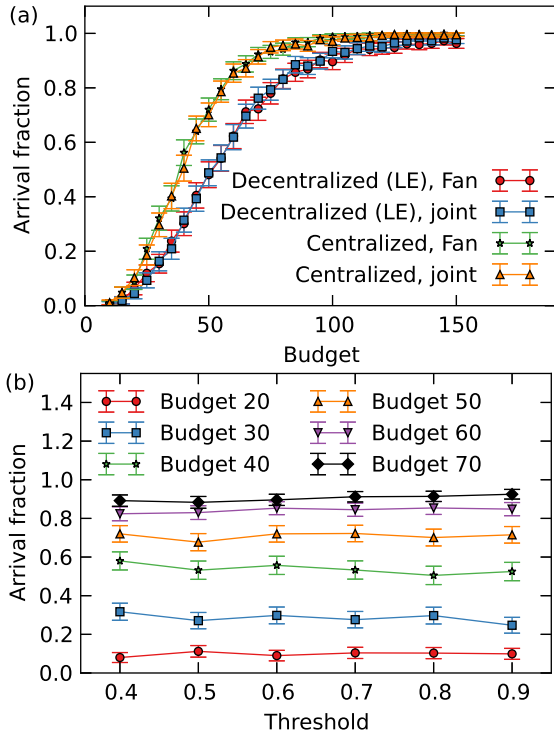 (a)
Arrival fraction
1.0
0.8
0.6
0.4
0.2
0.0
Decentralized (LE), Fan
Decentralized (LE), joint
Centralized, Fan
Centralized, joint
0 50 100 150
Budget
(b)
Arrival fraction
1.4
1.2
1.0
0.8
0.6
0.4
0.2
0.0
Budget 20 Budget 50
Budget 30 Budget 60
Budget 40 Budget 70
0.4 0.5 0.6 0.7 0.8 0.9
Threshold